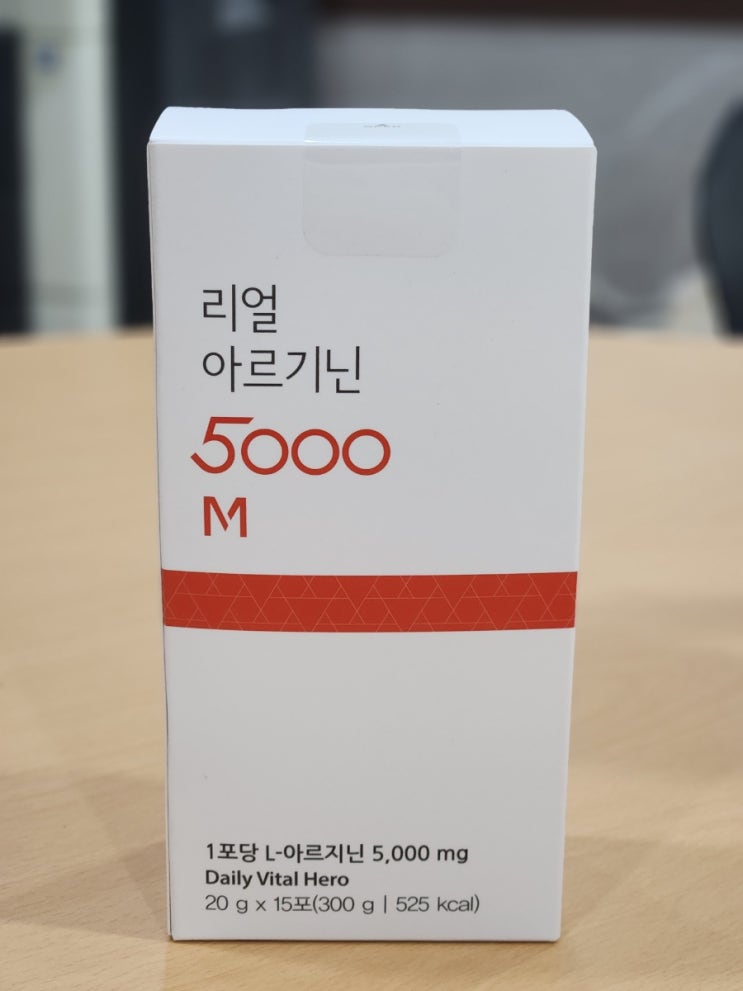 리얼
아르기닌
5000
M
1포당 L-아르지닌 5,000 mg
Daily Vital Hero
20 g x 15포(300 g | 525 kcal)